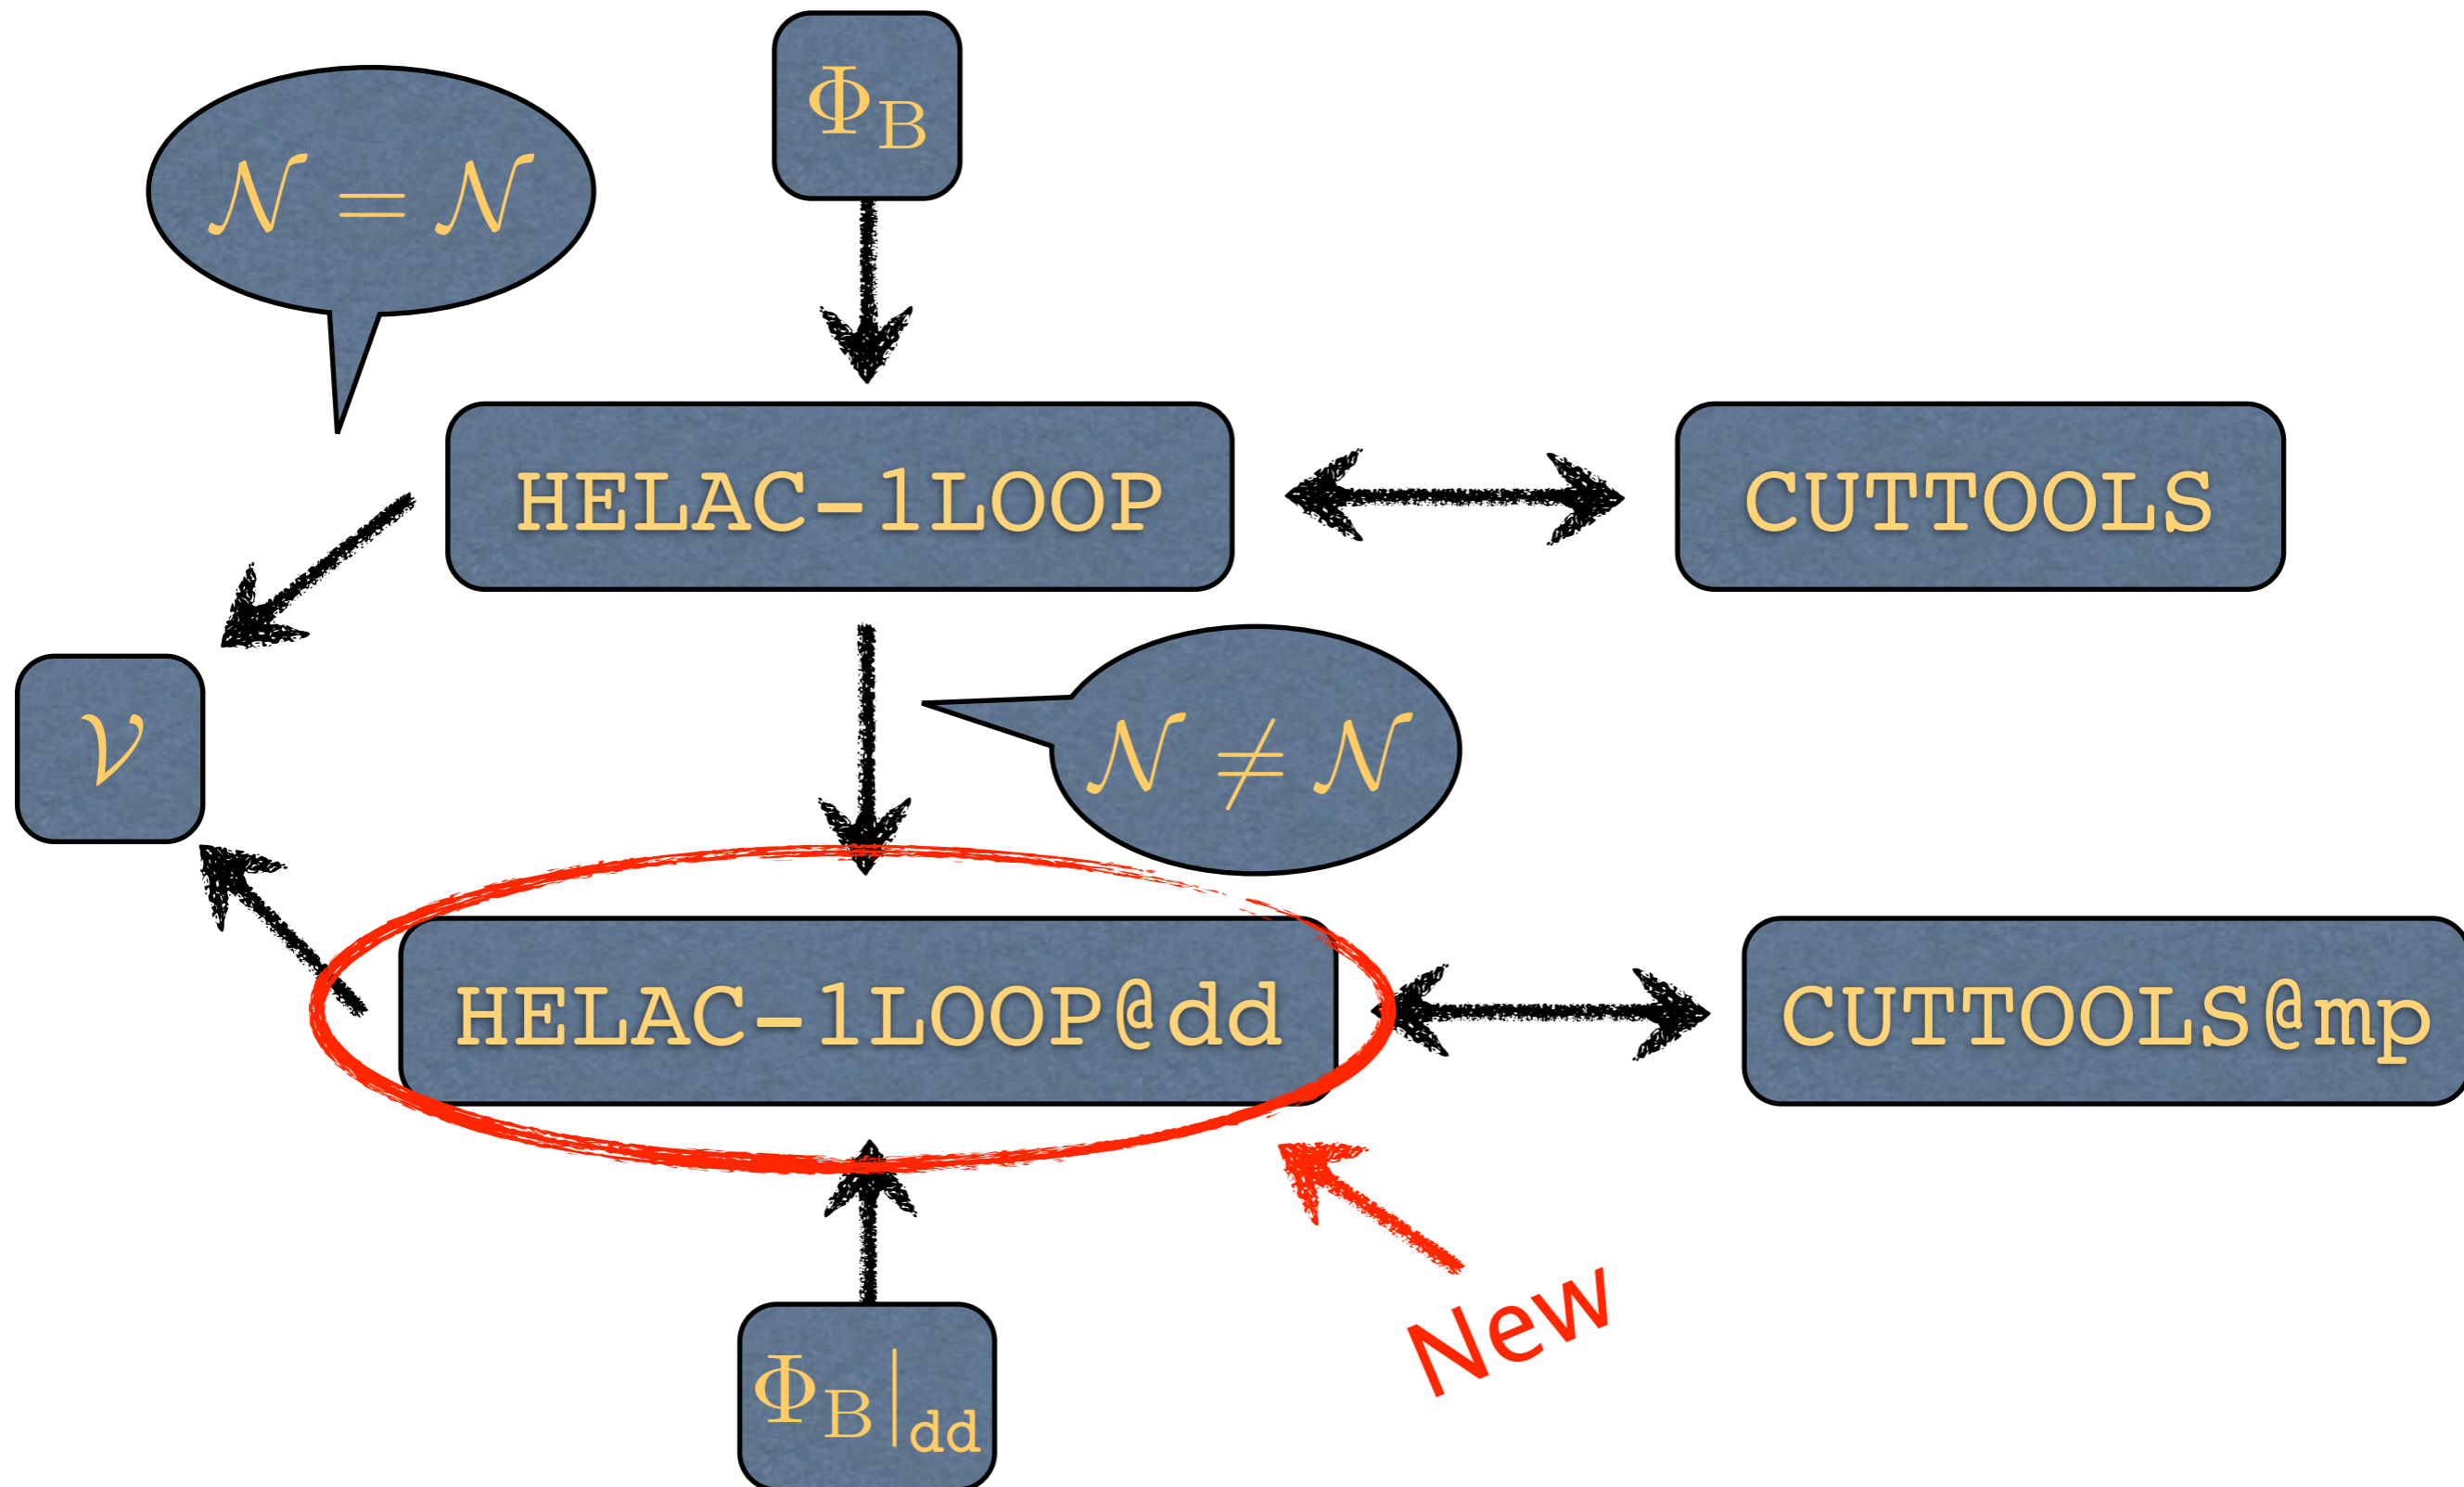 Φ_B
𝒩 = 𝒩
HELAC-1LOOP
CUTTOOLS
𝒱
𝒩 ≠ 𝒩
HELAC-1LOOP@dd
CUTTOOLS@mp
New
Φ_B|_dd